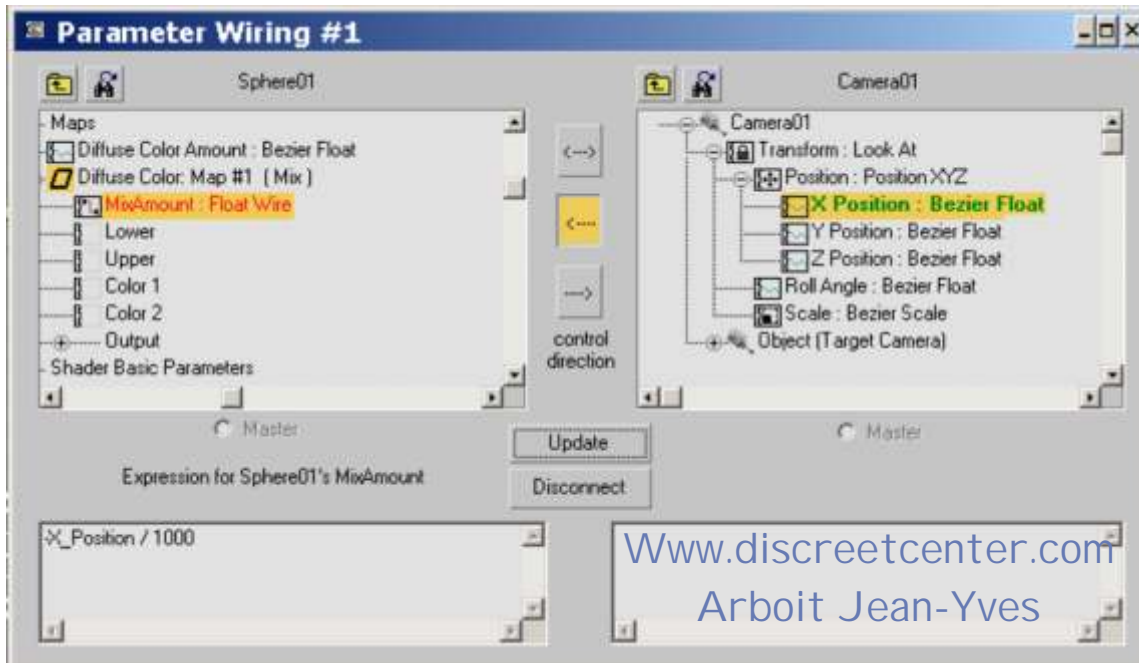 Parameter Wiring #1
Sphere01
Maps
Diffuse Color Amount : Bezier Float
Diffuse Color: Map #1 ( Mix )
MixAmount : Float Wire
Lower
Upper
Color 1
Color 2
Output
Shader Basic Parameters
Master
<--->
<----
---->
control
direction
Camera01
Camera01
Transform : Look At
Position : Position XYZ
X Position : Bezier Float
Y Position : Bezier Float
Z Position : Bezier Float
Roll Angle : Bezier Float
Scale : Bezier Scale
Object (Target Camera)
Master
Update
Disconnect
Expression for Sphere01's MixAmount
-X_Position / 1000
Www.discreetcenter.com
Arboit Jean-Yves